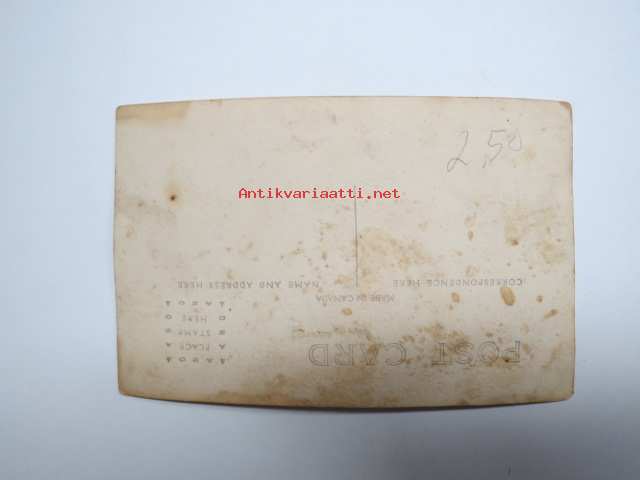 2,50
Antikvariaatti.net
POST CARD
PLACE
STAMP
HERE
MADE IN CANADA
CORRESPONDENCE HERE
NAME AND ADDRESS HERE